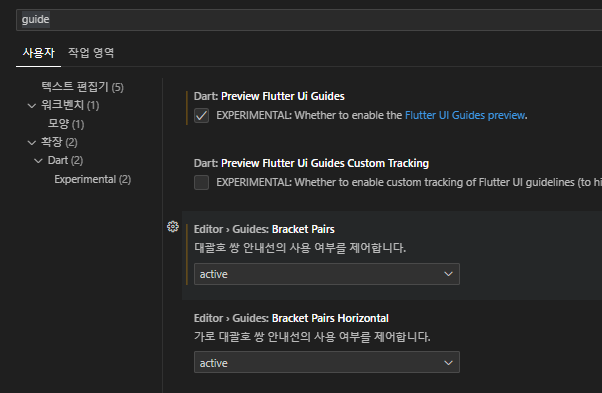 guide
사용자 작업 영역
텍스트 편집기 (5)
워크벤치 (1)
모양 (1)
확장 (2)
Dart (2)
Experimental (2)
Dart: Preview Flutter Ui Guides
EXPERIMENTAL: Whether to enable the Flutter UI Guides preview.
Dart: Preview Flutter Ui Guides Custom Tracking
EXPERIMENTAL: Whether to enable custom tracking of Flutter UI guidelines (to hi
Editor › Guides: Bracket Pairs
대괄호 쌍 안내선의 사용 여부를 제어합니다.
active
Editor › Guides: Bracket Pairs Horizontal
가로 대괄호 쌍 안내선의 사용 여부를 제어합니다.
active